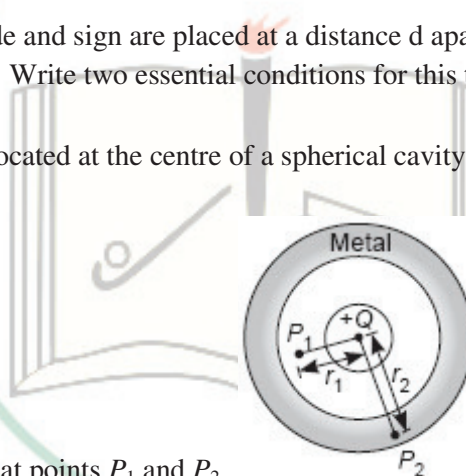 de and sign are placed at a distance d apa
Write two essential conditions for this t
ocated at the centre of a spherical cavity
Metal
+Q
P1
r1
r2
P2
at points P1 and P2